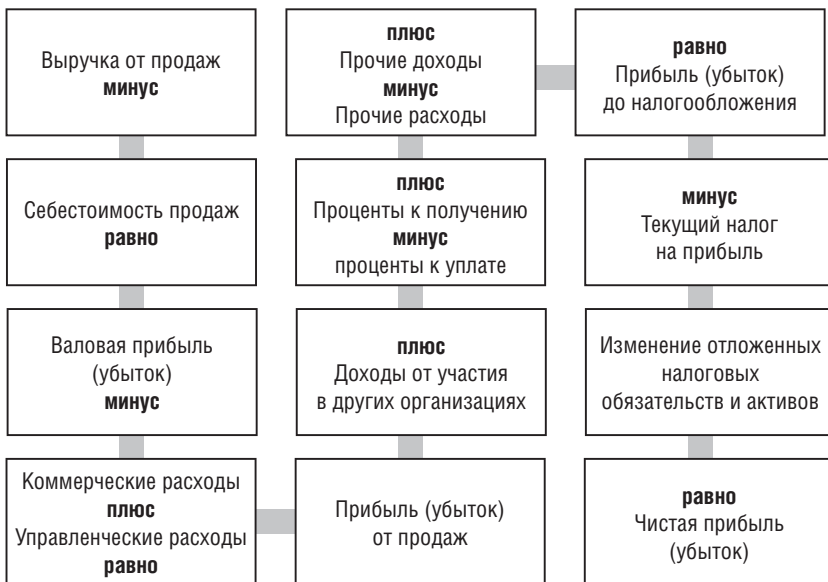 Выручка от продаж
минус
Себестоимость продаж
равно
Валовая прибыль
(убыток)
минус
Коммерческие расходы
плюс
Управленческие расходы
равно
Прибыль (убыток)
от продаж
плюс
Доходы от участия
в других организациях
плюс
Проценты к получению
минус
проценты к уплате
плюс
Прочие доходы
минус
Прочие расходы
равно
Прибыль (убыток)
до налогообложения
минус
Текущий налог
на прибыль
Изменение отложенных
налоговых
обязательств и активов
равно
Чистая прибыль
(убыток)